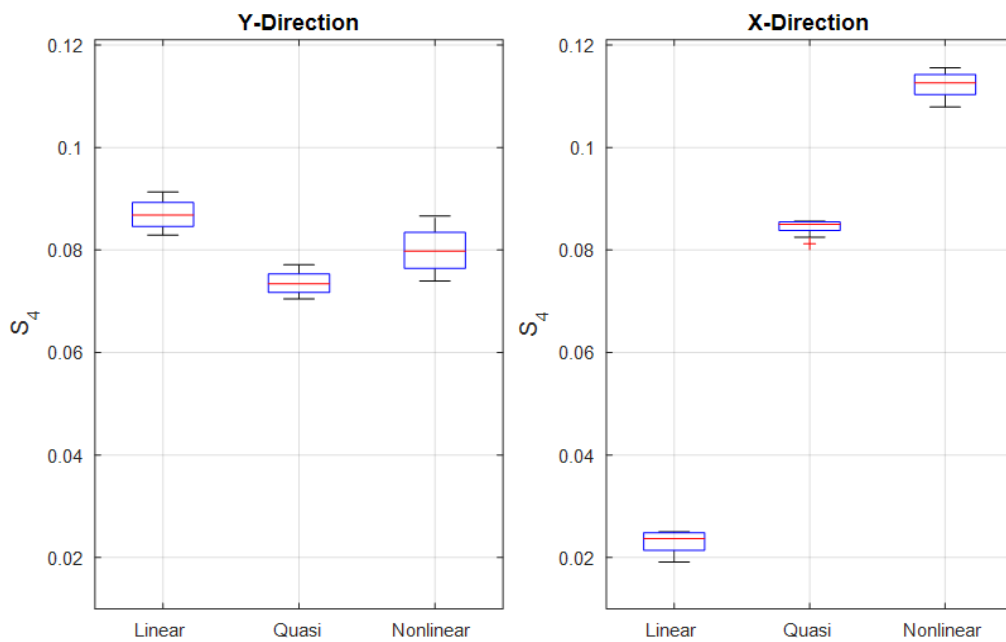 Y-Direction
0.12
0.1
0.08
0.06
0.04
0.02
S4
Linear
Quasi
Nonlinear
X-Direction
0.12
0.1
0.08
0.06
0.04
0.02
S4
Linear
Quasi
Nonlinear